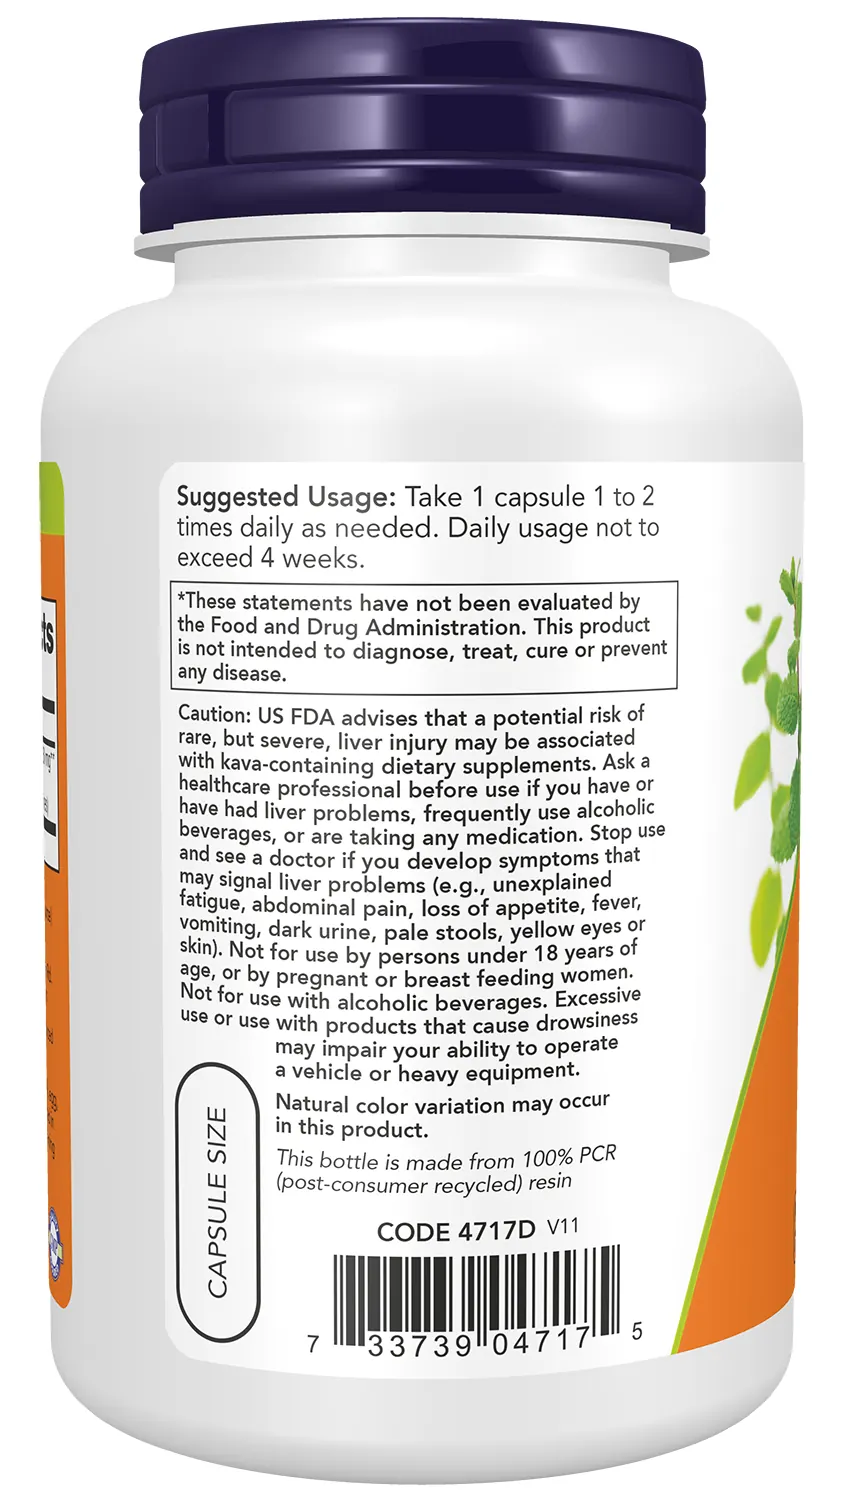 Suggested Usage: Take 1 capsule 1 to 2
times daily as needed. Daily usage not to
exceed 4 weeks.
*These statements have not been evaluated by
the Food and Drug Administration. This product
is not intended to diagnose, treat, cure or prevent
any disease.
Caution: US FDA advises that a potential risk of
rare, but severe, liver injury may be associated
with kava-containing dietary supplements. Ask a
healthcare professional before use if you have or
have had liver problems, frequently use alcoholic
beverages, or are taking any medication. Stop use
and see a doctor if you develop symptoms that
may signal liver problems (e.g., unexplained
fatigue, abdominal pain, loss of appetite, fever,
vomiting, dark urine, pale stools, yellow eyes or
skin). Not for use by persons under 18 years of
age, or by pregnant or breast feeding women.
Not for use with alcoholic beverages. Excessive
use or use with products that cause drowsiness
may impair your ability to operate
a vehicle or heavy equipment.
Natural color variation may occur
in this product.
This bottle is made from 100% PCR
(post-consumer recycled) resin
CAPSULE SIZE
CODE 4717D V11
7 33739 04717 5